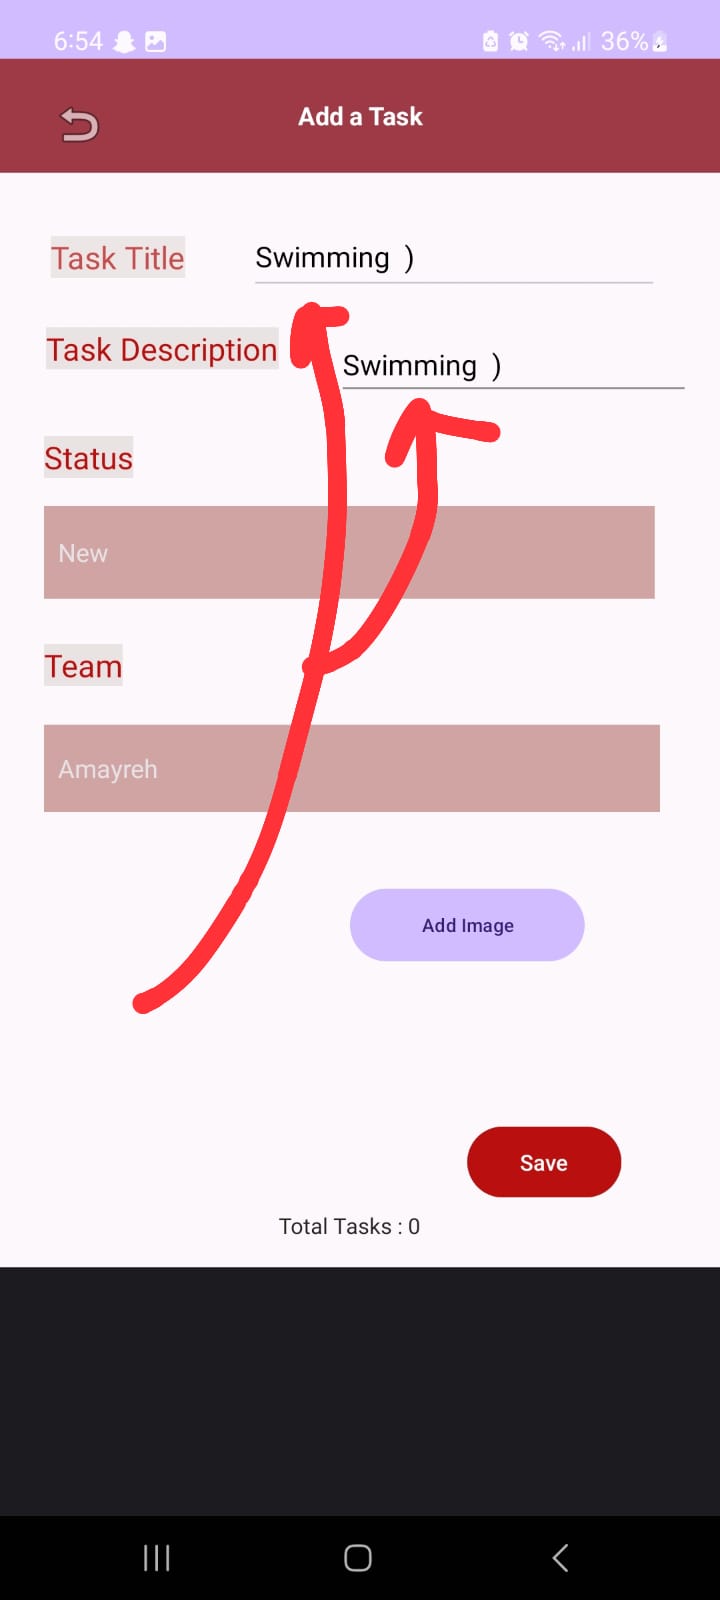 6:54 36%
Add a Task
Task Title Swimming )
Task Description Swimming )
Status
New
Team
Amayreh
Add Image
Save
Total Tasks : 0